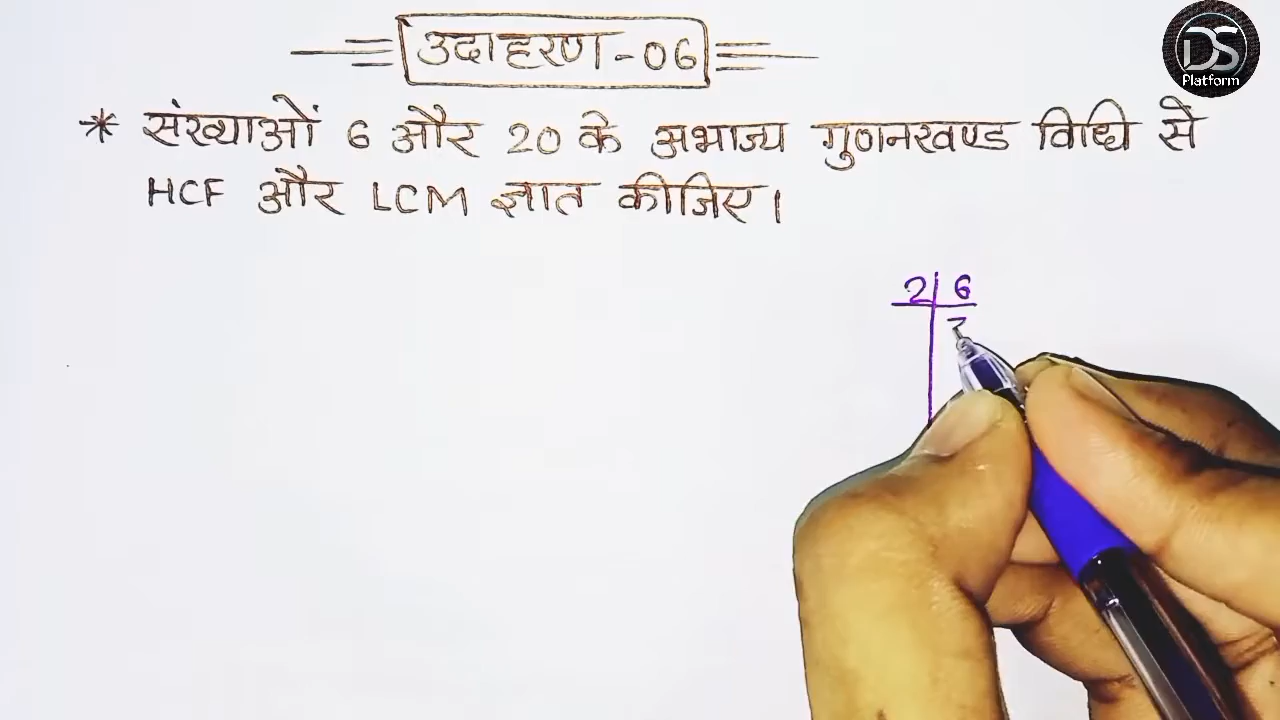 उदाहरण-06
DS
Platform
* संख्याओं 6 और 20 के अभाज्य गुणनखण्ड विधि से
HCF और LCM ज्ञात कीजिए।
2 6